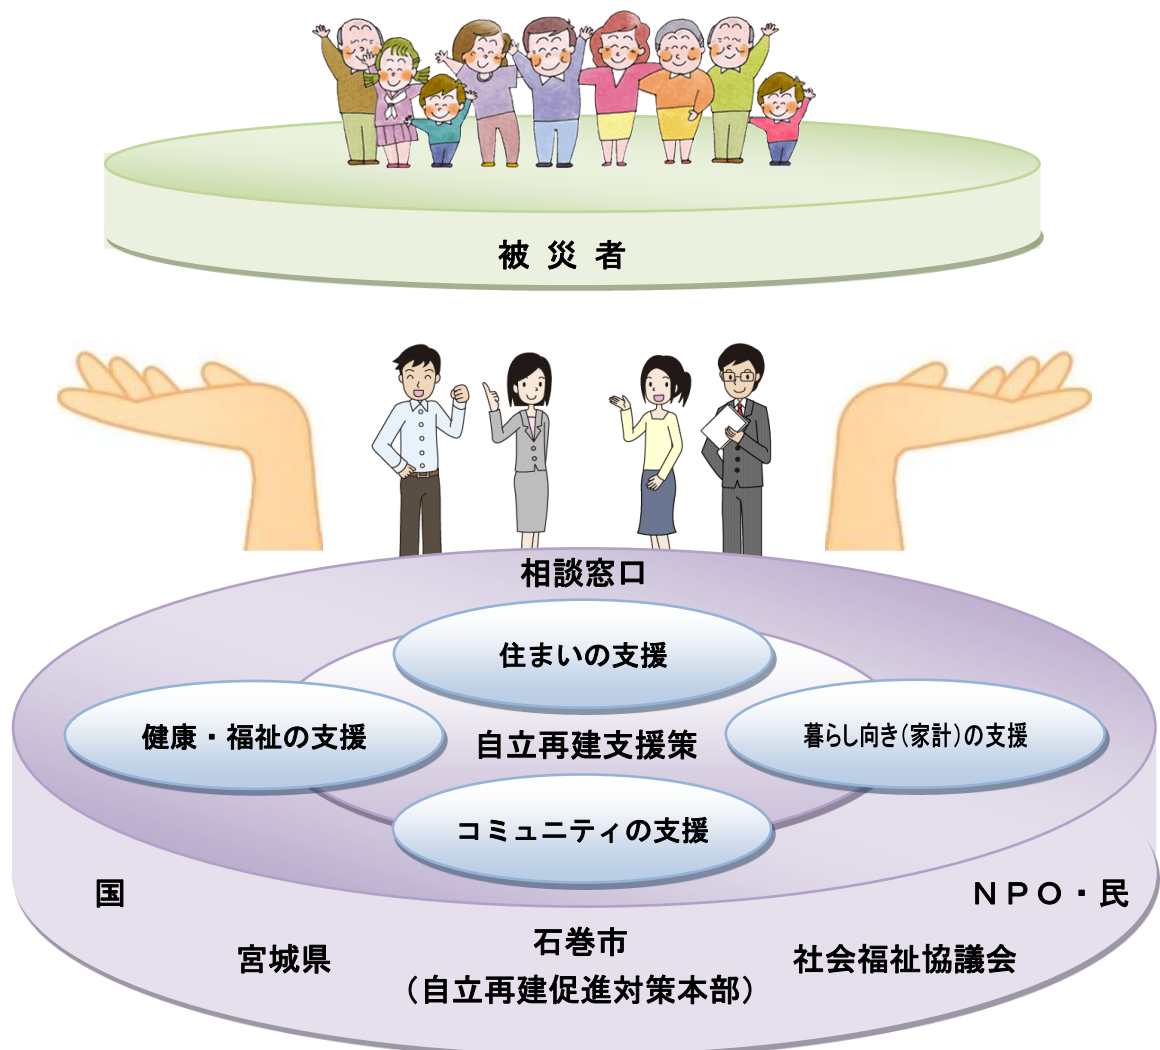 被災者
相談窓口
住まいの支援
健康・福祉の支援
自立再建支援策
暮らし向き(家計)の支援
コミュニティの支援
国
NPO・民
宮城県
石巻市
(自立再建促進対策本部)
社会福祉協議会